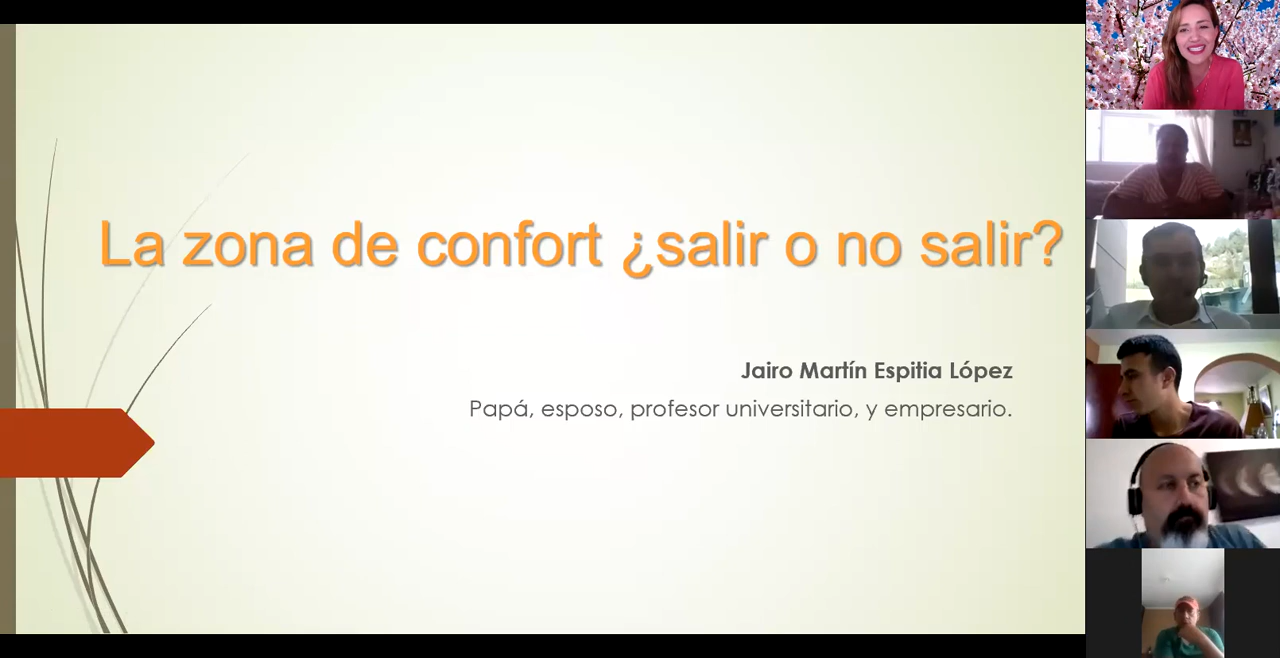 La zona de confort ¿salir o no salir?
Jairo Martín Espitia López
Papá, esposo, profesor universitario, y empresario.